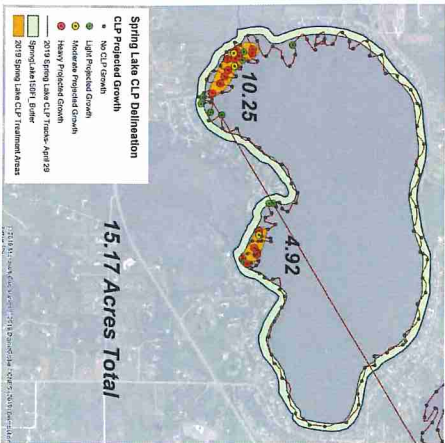 Spring Lake CLP Delineation
CLP Projected Growth
No CLP Growth
Light Projected Growth
Moderate Projected Growth
Heavy Projected Growth
2019 Spring Lake CLP Tracks- April 29
SpringLake150Ft_Buffer
2019 Spring Lake CLP Treatment Areas
10.25
4.92
15.17 Acres Total